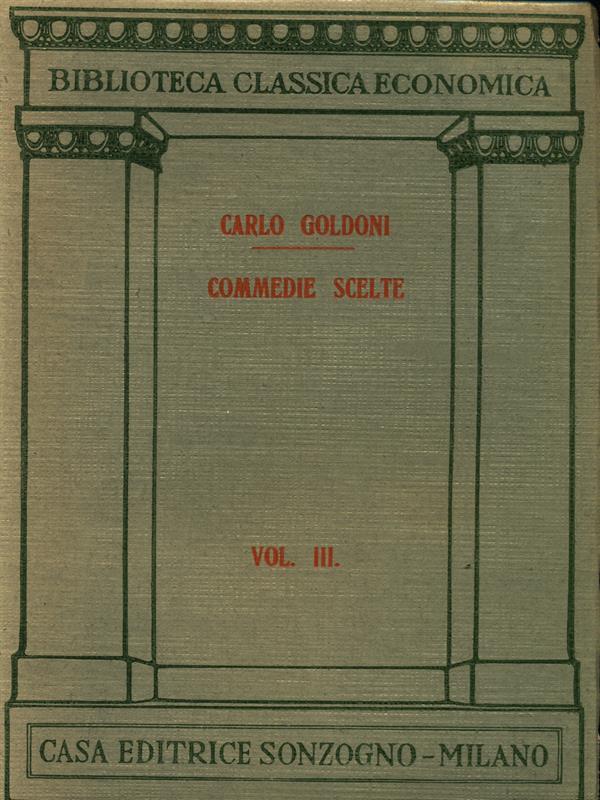 BIBLIOTECA CLASSICA ECONOMICA
CARLO GOLDONI
COMMEDIE SCELTE
VOL. III.
CASA EDITRICE SONZOGNO-MILANO